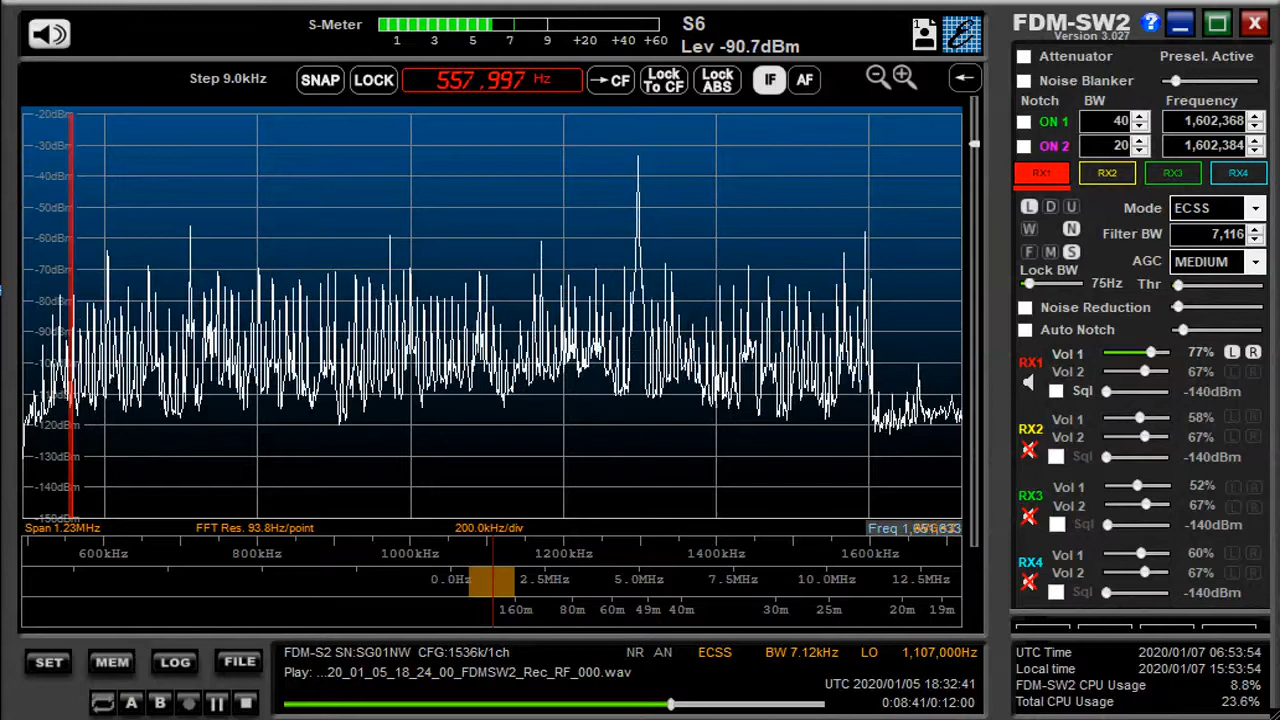 S-Meter
1 3 5 7 9 +20 +40 +60
S6
Lev -90.7dBm
1
FDM-SW2
Version 3.027
?
X
Step 9.0kHz
SNAP
LOCK
557,997 Hz
→CF
Lock To CF
Lock ABS
IF
AF
-20dBm
-30dBm
-40dBm
-50dBm
-60dBm
-70dBm
-80dBm
-90dBm
-100dBm
-110dBm
-120dBm
-130dBm
-140dBm
-150dBm
Span 1.23MHz
FFT Res. 93.8Hz/point
200.0kHz/div
Freq
600kHz 800kHz 1000kHz 1200kHz 1400kHz 1600kHz
0.0Hz 2.5MHz 5.0MHz 7.5MHz 10.0MHz 12.5MHz
160m 80m 60m 49m 40m 30m 25m 20m 19m
Attenuator
Presel. Active
Noise Blanker
Notch BW Frequency
ON 1 40 1,602,368
ON 2 20 1,602,384
RX1 RX2 RX3 RX4
L D U Mode ECSS
W N Filter BW 7,116
F M S AGC MEDIUM
Lock BW 75Hz Thr
Noise Reduction
Auto Notch
RX1 Vol 1 77% L R
Vol 2 67% L R
Sql -140dBm
RX2 Vol 1 58% L R
Vol 2 67% L R
Sql -140dBm
RX3 Vol 1 52% L R
Vol 2 67% L R
Sql -140dBm
RX4 Vol 1 60% L R
Vol 2 67% L R
Sql -140dBm
SET
MEM
LOG
FILE
A
B
FDM-S2 SN:SG01NW CFG:1536k/1ch NR AN ECSS BW 7.12kHz LO 1,107,000Hz
Play: ...20_01_05_18_24_00_FDMSW2_Rec_RF_000.wav
UTC 2020/01/05 18:32:41
0:08:41/0:12:00
UTC Time 2020/01/07 06:53:54
Local time 2020/01/07 15:53:54
FDM-SW2 CPU Usage 8.8%
Total CPU Usage 23.6%